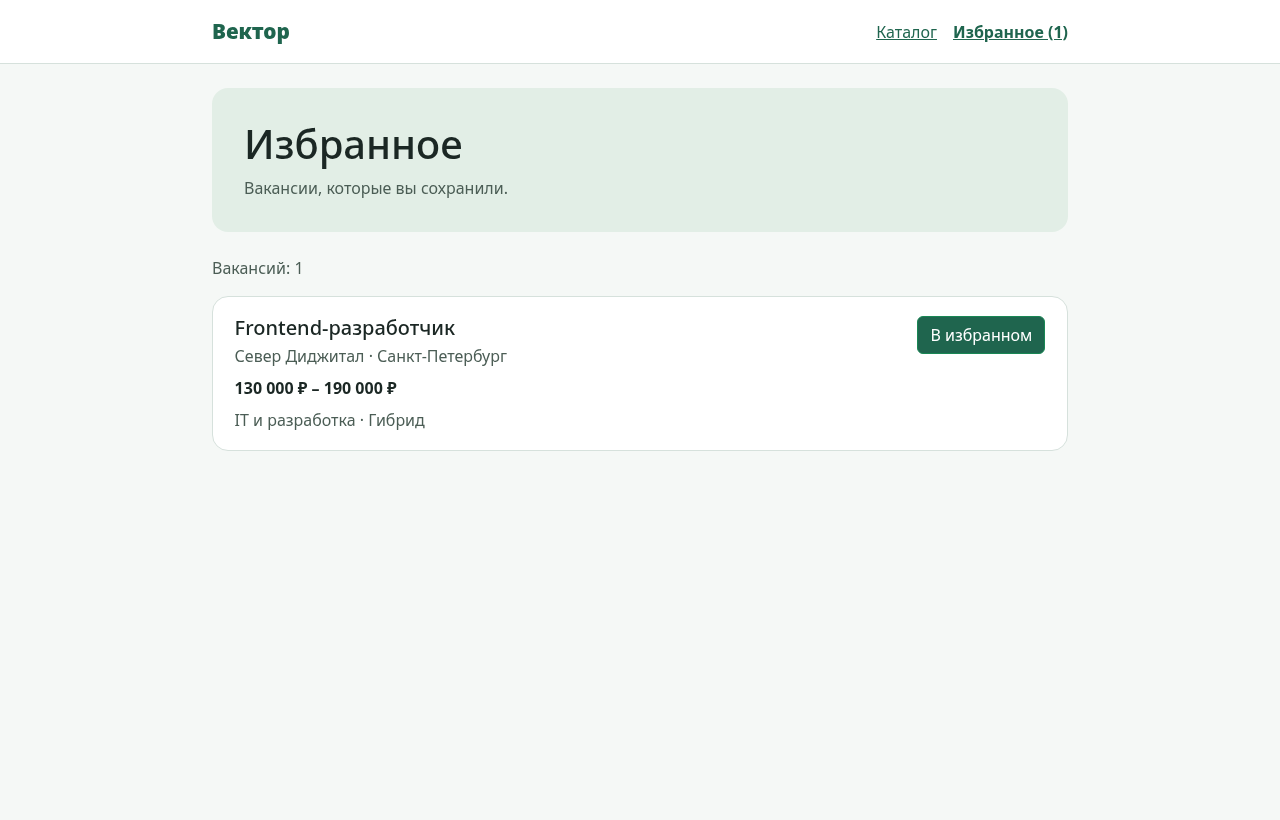 Вектор
Каталог Избранное (1)
Избранное
Вакансии, которые вы сохранили.
Вакансий: 1
Frontend-разработчик
В избранном
Север Диджитал · Санкт-Петербург
130 000 ₽ – 190 000 ₽
IT и разработка · Гибрид